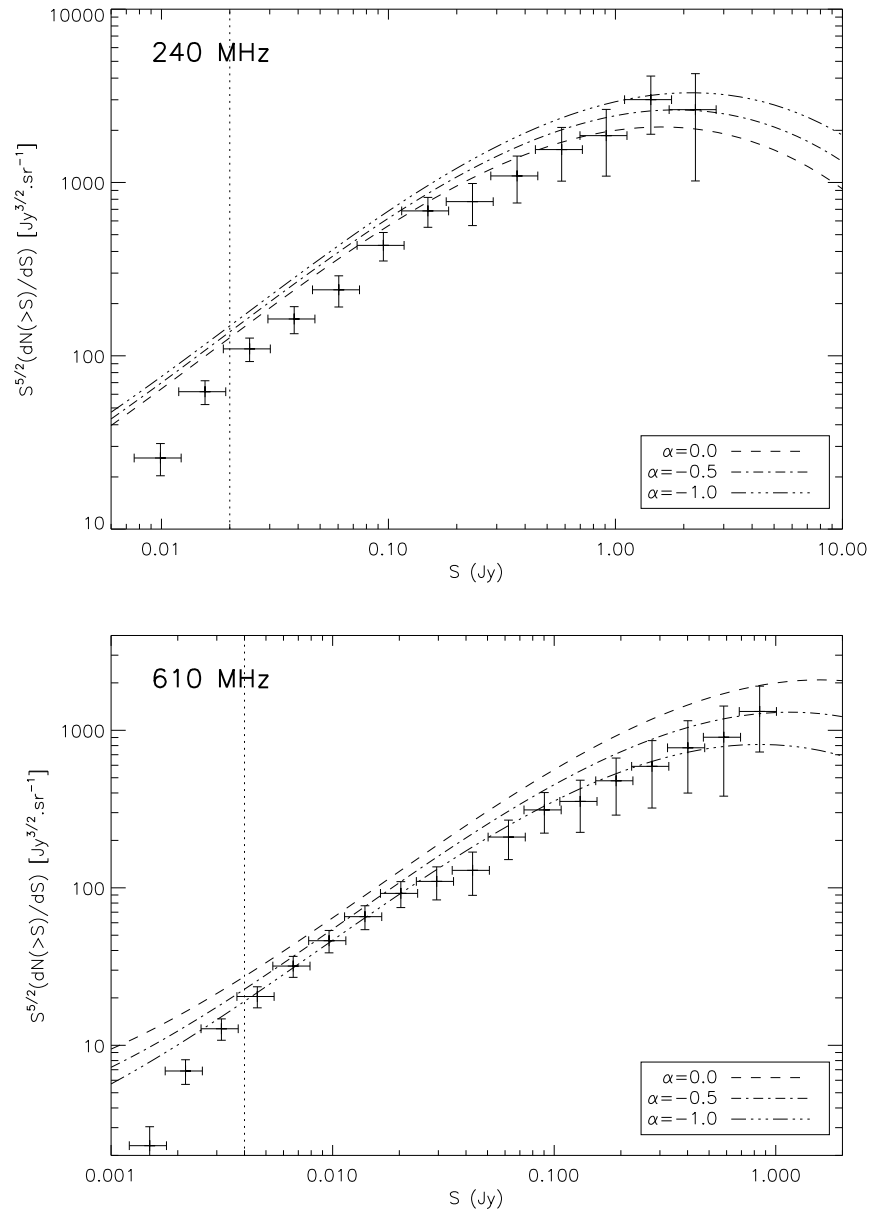 240 MHz
10000
1000
100
10
S^5/2(dN(>S)/dS) [Jy^3/2.sr^−1]
α=0.0
α=−0.5
α=−1.0
0.01 0.10 1.00 10.00
S (Jy)
610 MHz
1000
100
10
S^5/2(dN(>S)/dS) [Jy^3/2.sr^−1]
α=0.0
α=−0.5
α=−1.0
0.001 0.010 0.100 1.000
S (Jy)